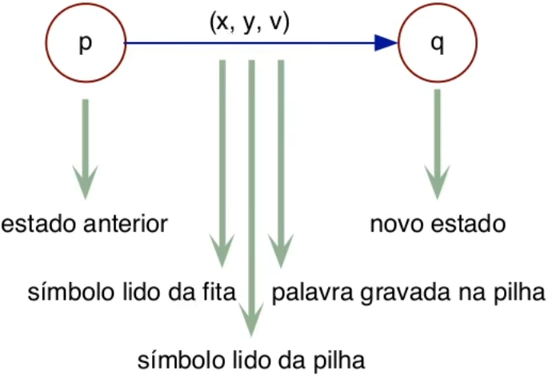 (x, y, v)
p
q
estado anterior
novo estado
símbolo lido da fita
palavra gravada na pilha
símbolo lido da pilha